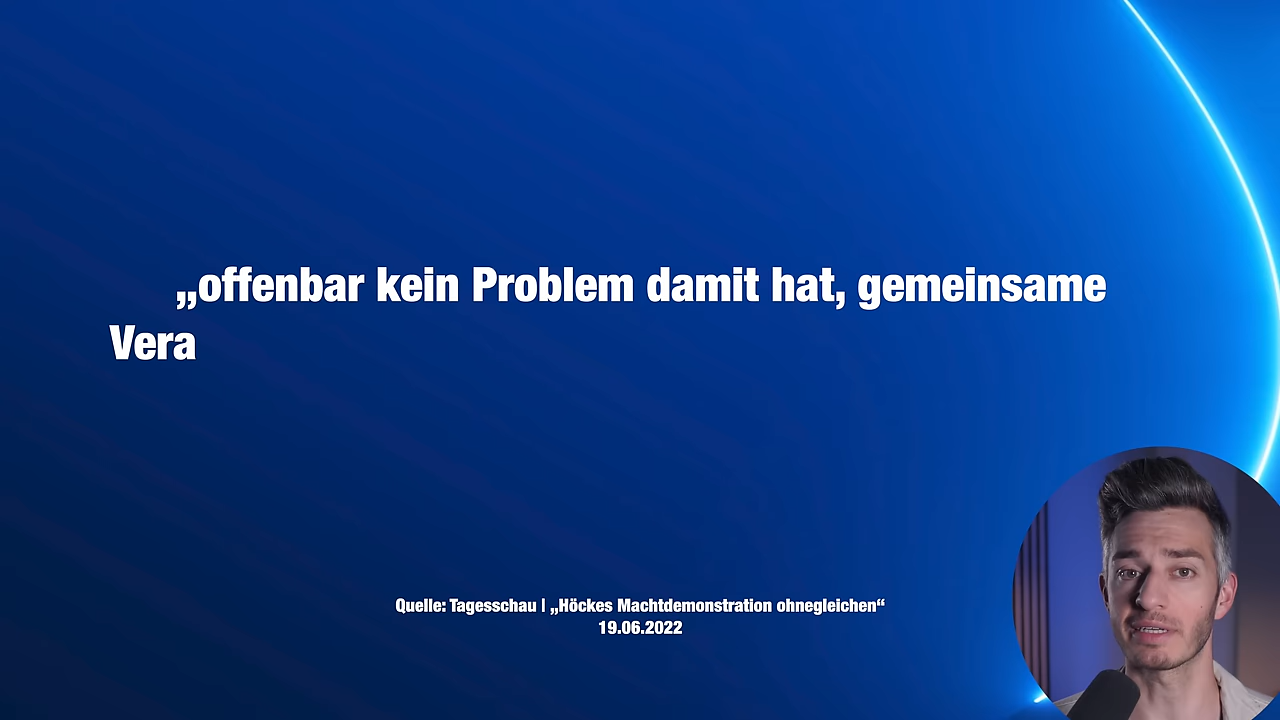 „offenbar kein Problem damit hat, gemeinsame
Vera
Quelle: Tagesschau | „Höckes Machtdemonstration ohnegleichen“
19.06.2022